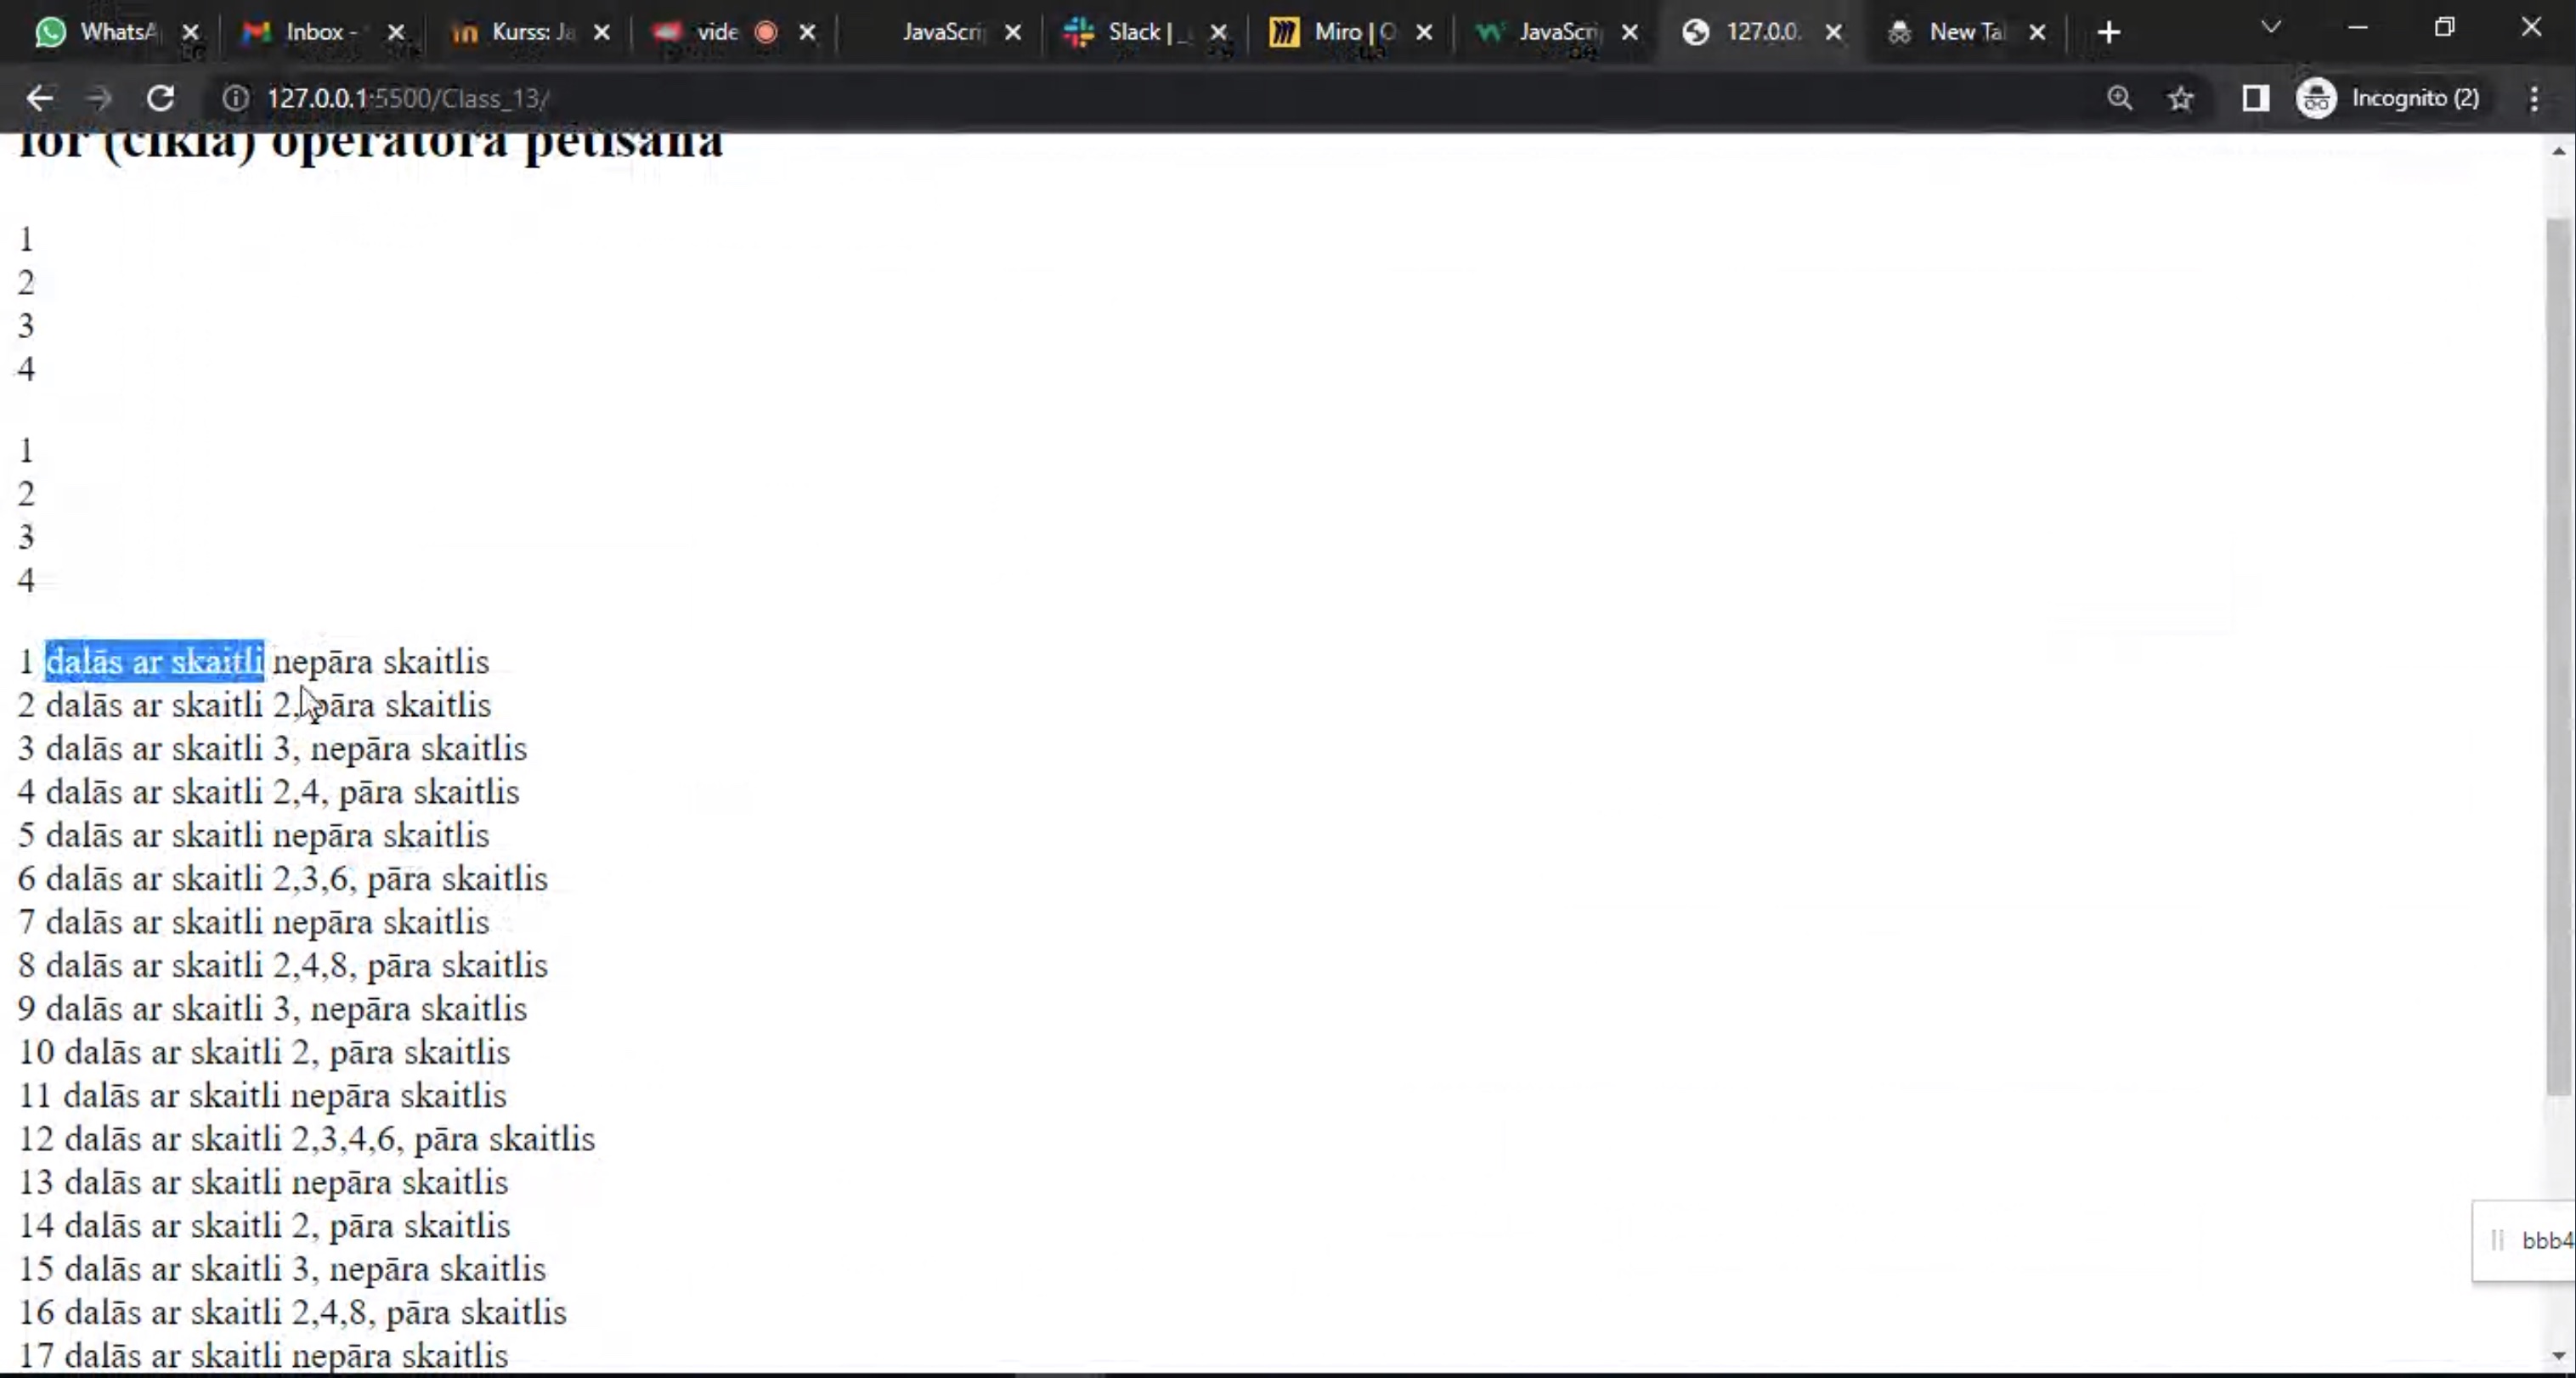 WhatsA
Inbox -
Kurss: Ja
vide
JavaScri
Slack | _
Miro | O
JavaScri
127.0.0.
New Tal
127.0.0.1:5500/Class_13/
Incognito (2)
for (cikla) operatora pētīšana
1
2
3
4
1
2
3
4
1 dalās ar skaitli nepāra skaitlis
2 dalās ar skaitli 2, pāra skaitlis
3 dalās ar skaitli 3, nepāra skaitlis
4 dalās ar skaitli 2,4, pāra skaitlis
5 dalās ar skaitli nepāra skaitlis
6 dalās ar skaitli 2,3,6, pāra skaitlis
7 dalās ar skaitli nepāra skaitlis
8 dalās ar skaitli 2,4,8, pāra skaitlis
9 dalās ar skaitli 3, nepāra skaitlis
10 dalās ar skaitli 2, pāra skaitlis
11 dalās ar skaitli nepāra skaitlis
12 dalās ar skaitli 2,3,4,6, pāra skaitlis
13 dalās ar skaitli nepāra skaitlis
14 dalās ar skaitli 2, pāra skaitlis
15 dalās ar skaitli 3, nepāra skaitlis
16 dalās ar skaitli 2,4,8, pāra skaitlis
bbb4
17 dalās ar skaitli nepāra skaitlis